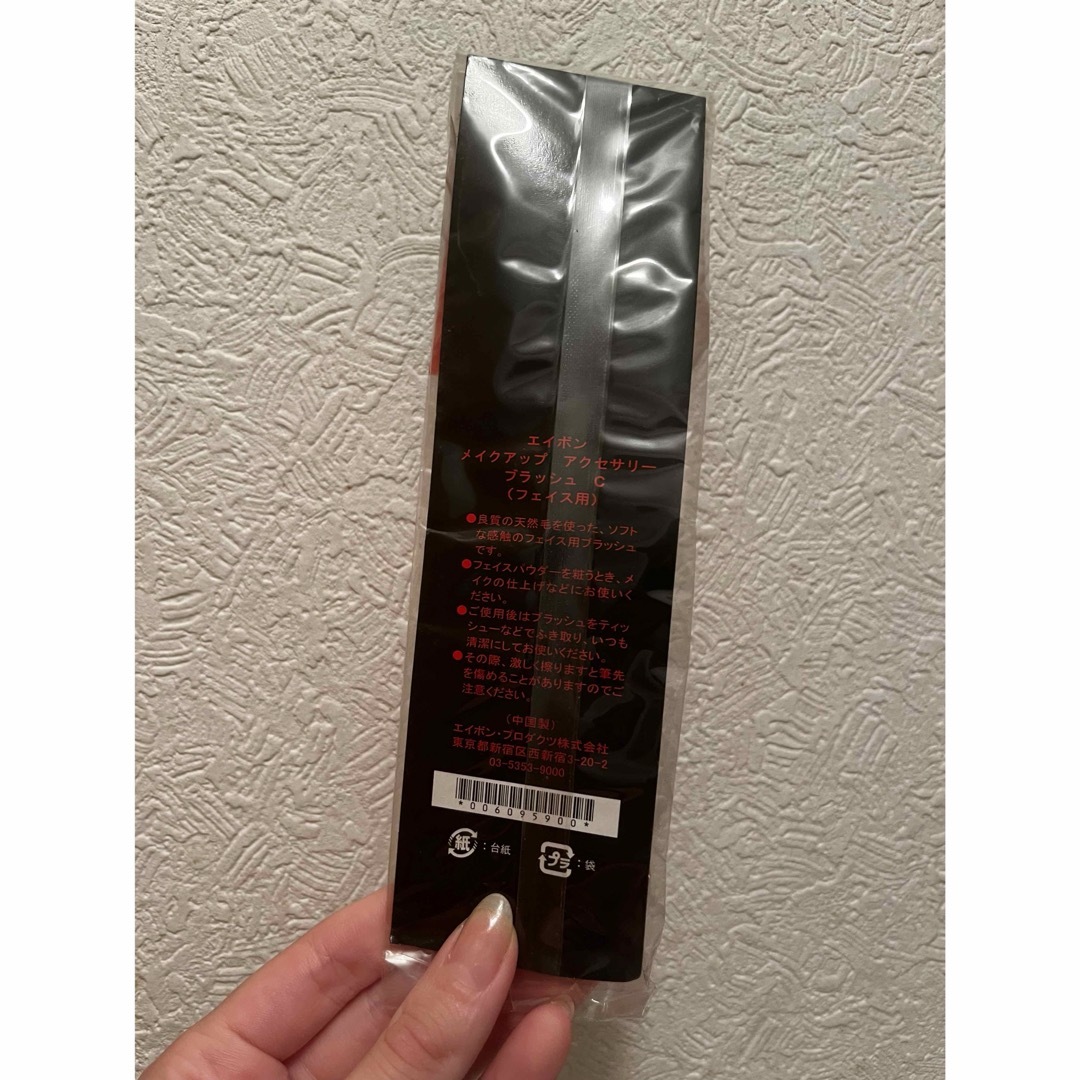 エイボン
メイクアップ　アクセサリー
ブラッシュ　C
（フェイス用）
●良質の天然毛を使った、ソフト
な感触のフェイス用ブラッシュ
です。
●フェイスパウダーを粧うとき、メ
イクの仕上げなどにお使いく
ださい。
●ご使用後はブラッシュをティッ
シューなどでふき取り、いつも
清潔にしてお使いください。
●その際、激しく擦りますと筆先
を傷めることがありますのでご
注意ください。
（中国製）
エイボン・プロダクツ株式会社
東京都新宿区西新宿3-20-2
03-5353-9000
*006095900*
紙：台紙
プラ：袋